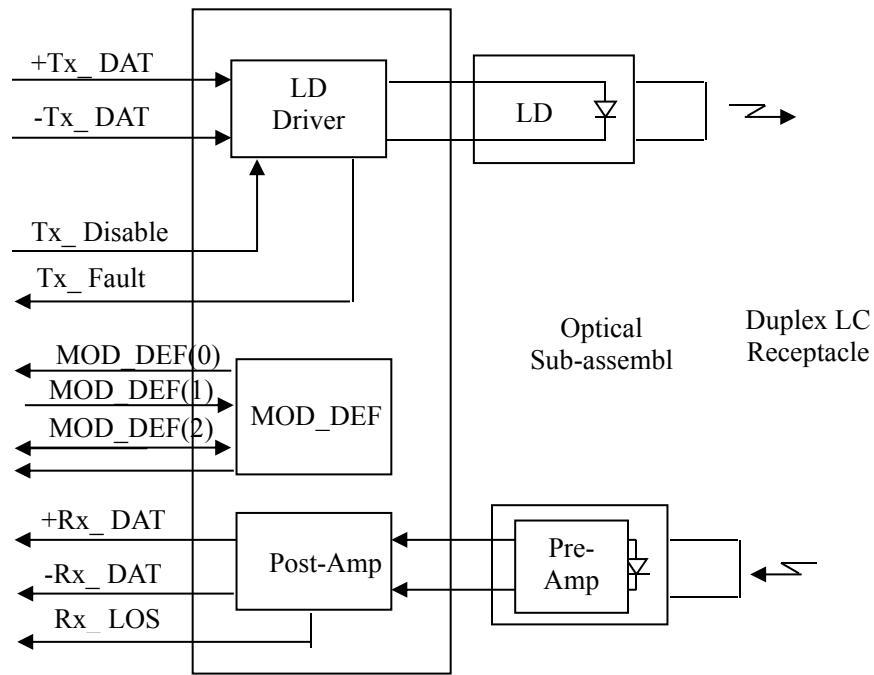 +Tx_ DAT
-Tx_ DAT
LD
Driver
LD
Tx_ Disable
Tx_ Fault
Optical
Sub-assembl
Duplex LC
Receptacle
MOD_DEF(0)
MOD_DEF(1)
MOD_DEF(2)
MOD_DEF
+Rx_ DAT
-Rx_ DAT
Rx_ LOS
Post-Amp
Pre-
Amp